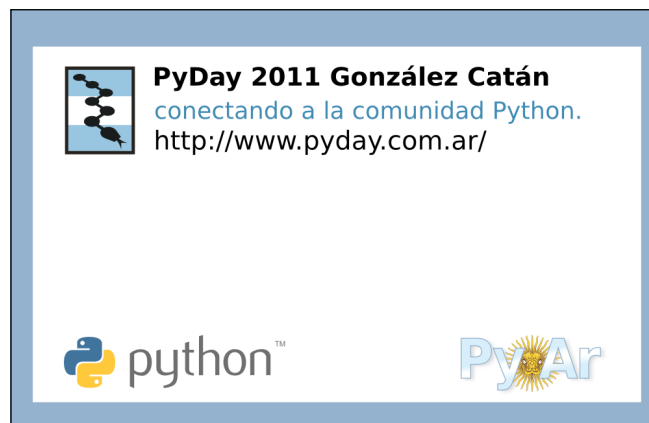 PyDay 2011 González Catán
conectando a la comunidad Python.
http://www.pyday.com.ar/
python™
PyAr